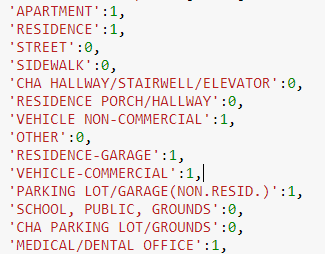 'APARTMENT':1,
'RESIDENCE':1,
'STREET':0,
'SIDEWALK':0,
'CHA HALLWAY/STAIRWELL/ELEVATOR':0,
'RESIDENCE PORCH/HALLWAY':0,
'VEHICLE NON-COMMERCIAL':1,
'OTHER':0,
'RESIDENCE-GARAGE':1,
'VEHICLE-COMMERCIAL':1,
'PARKING LOT/GARAGE(NON.RESID.)':1,
'SCHOOL, PUBLIC, GROUNDS':0,
'CHA PARKING LOT/GROUNDS':0,
'MEDICAL/DENTAL OFFICE':1,